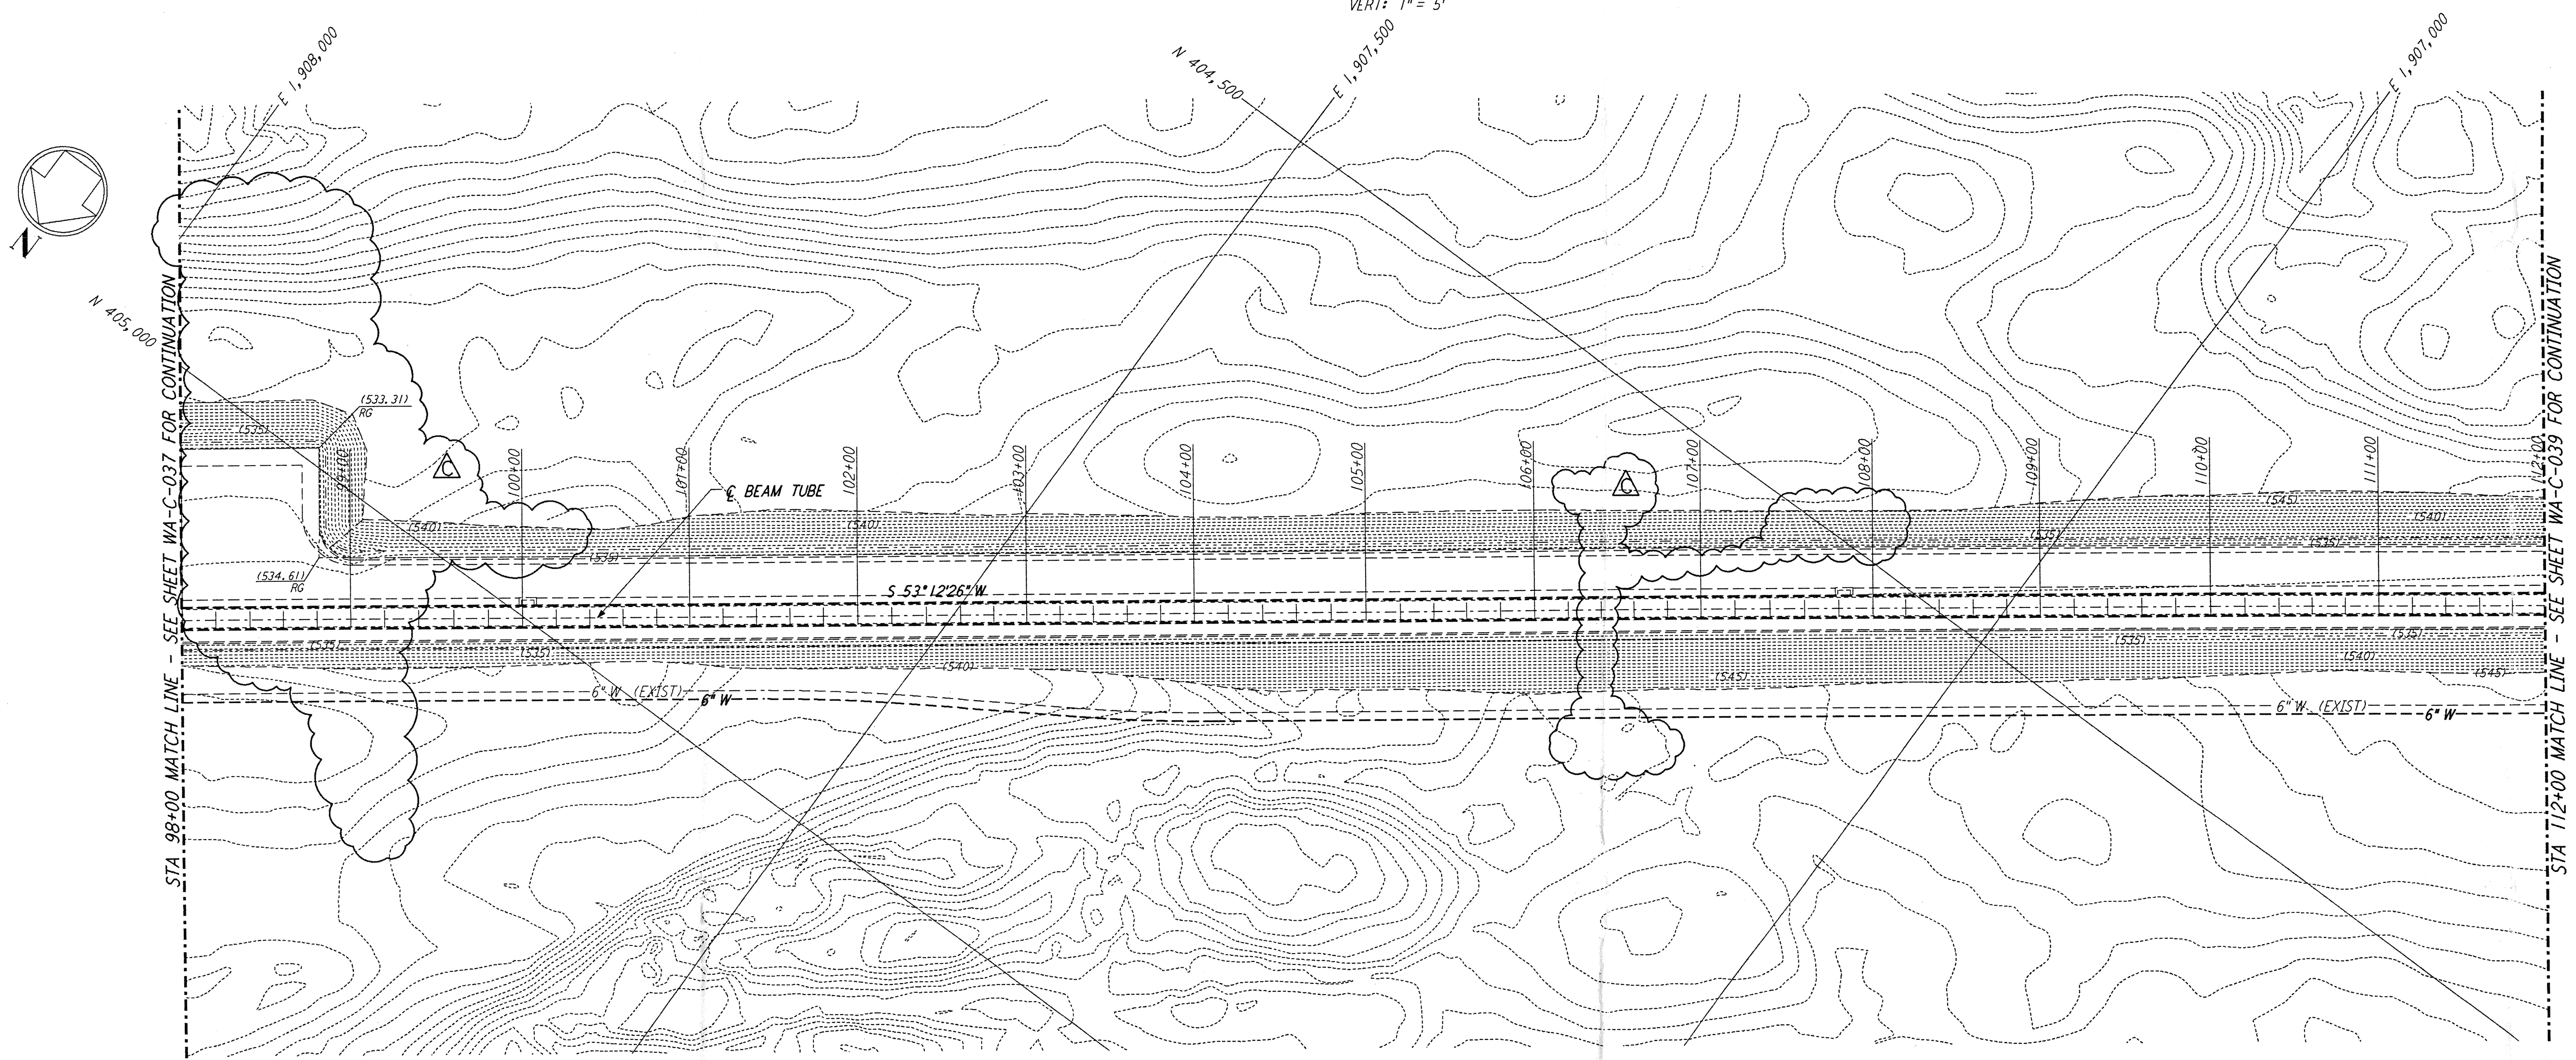 VERT: 1" = 5'
E 1,908,000
N 404,500
E 1,907,500
E 1,907,000
N
N 405,000
STA 98+00 MATCH LINE - SEE SHEET WA-C-037 FOR CONTINUATION
(533.31)
RG
(535)
99+00
C
100+00
101+00
℄ BEAM TUBE
102+00
103+00
104+00
105+00
106+00
C
107+00
108+00
109+00
110+00
111+00
112+00
(540)
(535)
(540)
(535)
(545)
(540)
(535)
(534.61)
RG
S 53°12'26" W
(535)
(535)
(540)
(545)
(535)
(535)
(540)
(545)
6" W (EXIST)
6" W
6" W (EXIST)
6" W
STA 112+00 MATCH LINE - SEE SHEET WA-C-039 FOR CONTINUATION